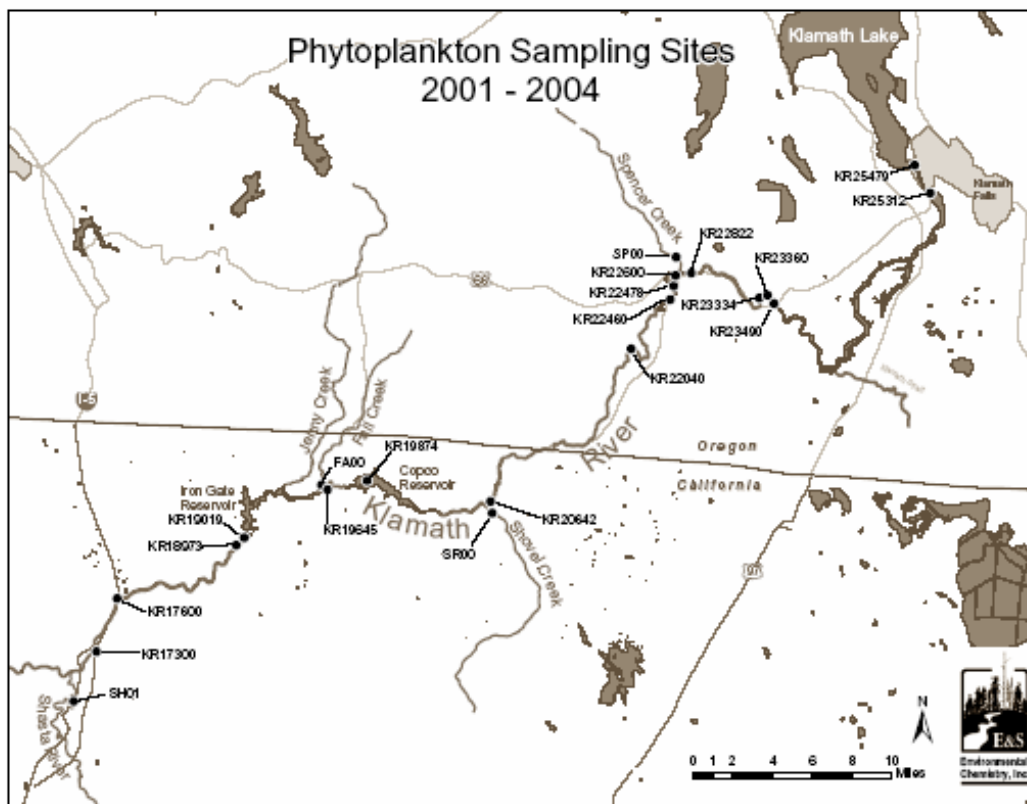 Phytoplankton Sampling Sites
2001 - 2004
Klamath Lake
Klamath
Falls
KR25479
KR25312
Spencer Creek
KR22822
SP00
KR22600
KR22478
KR22460
KR23360
KR23334
KR23490
KR22040
66
I-5
Jenny Creek
Fall Creek
River
Oregon
California
KR19874
FA00
Copco
Reservoir
Iron Gate
Reservoir
KR19019
KR18973
KR19645
Klamath
KR20642
SR00
Shovel Creek
97
KR17600
KR17300
SH01
Shasta River
N
0 2 4 6 8 10
Miles
E&S
Environmental
Chemistry, Inc.